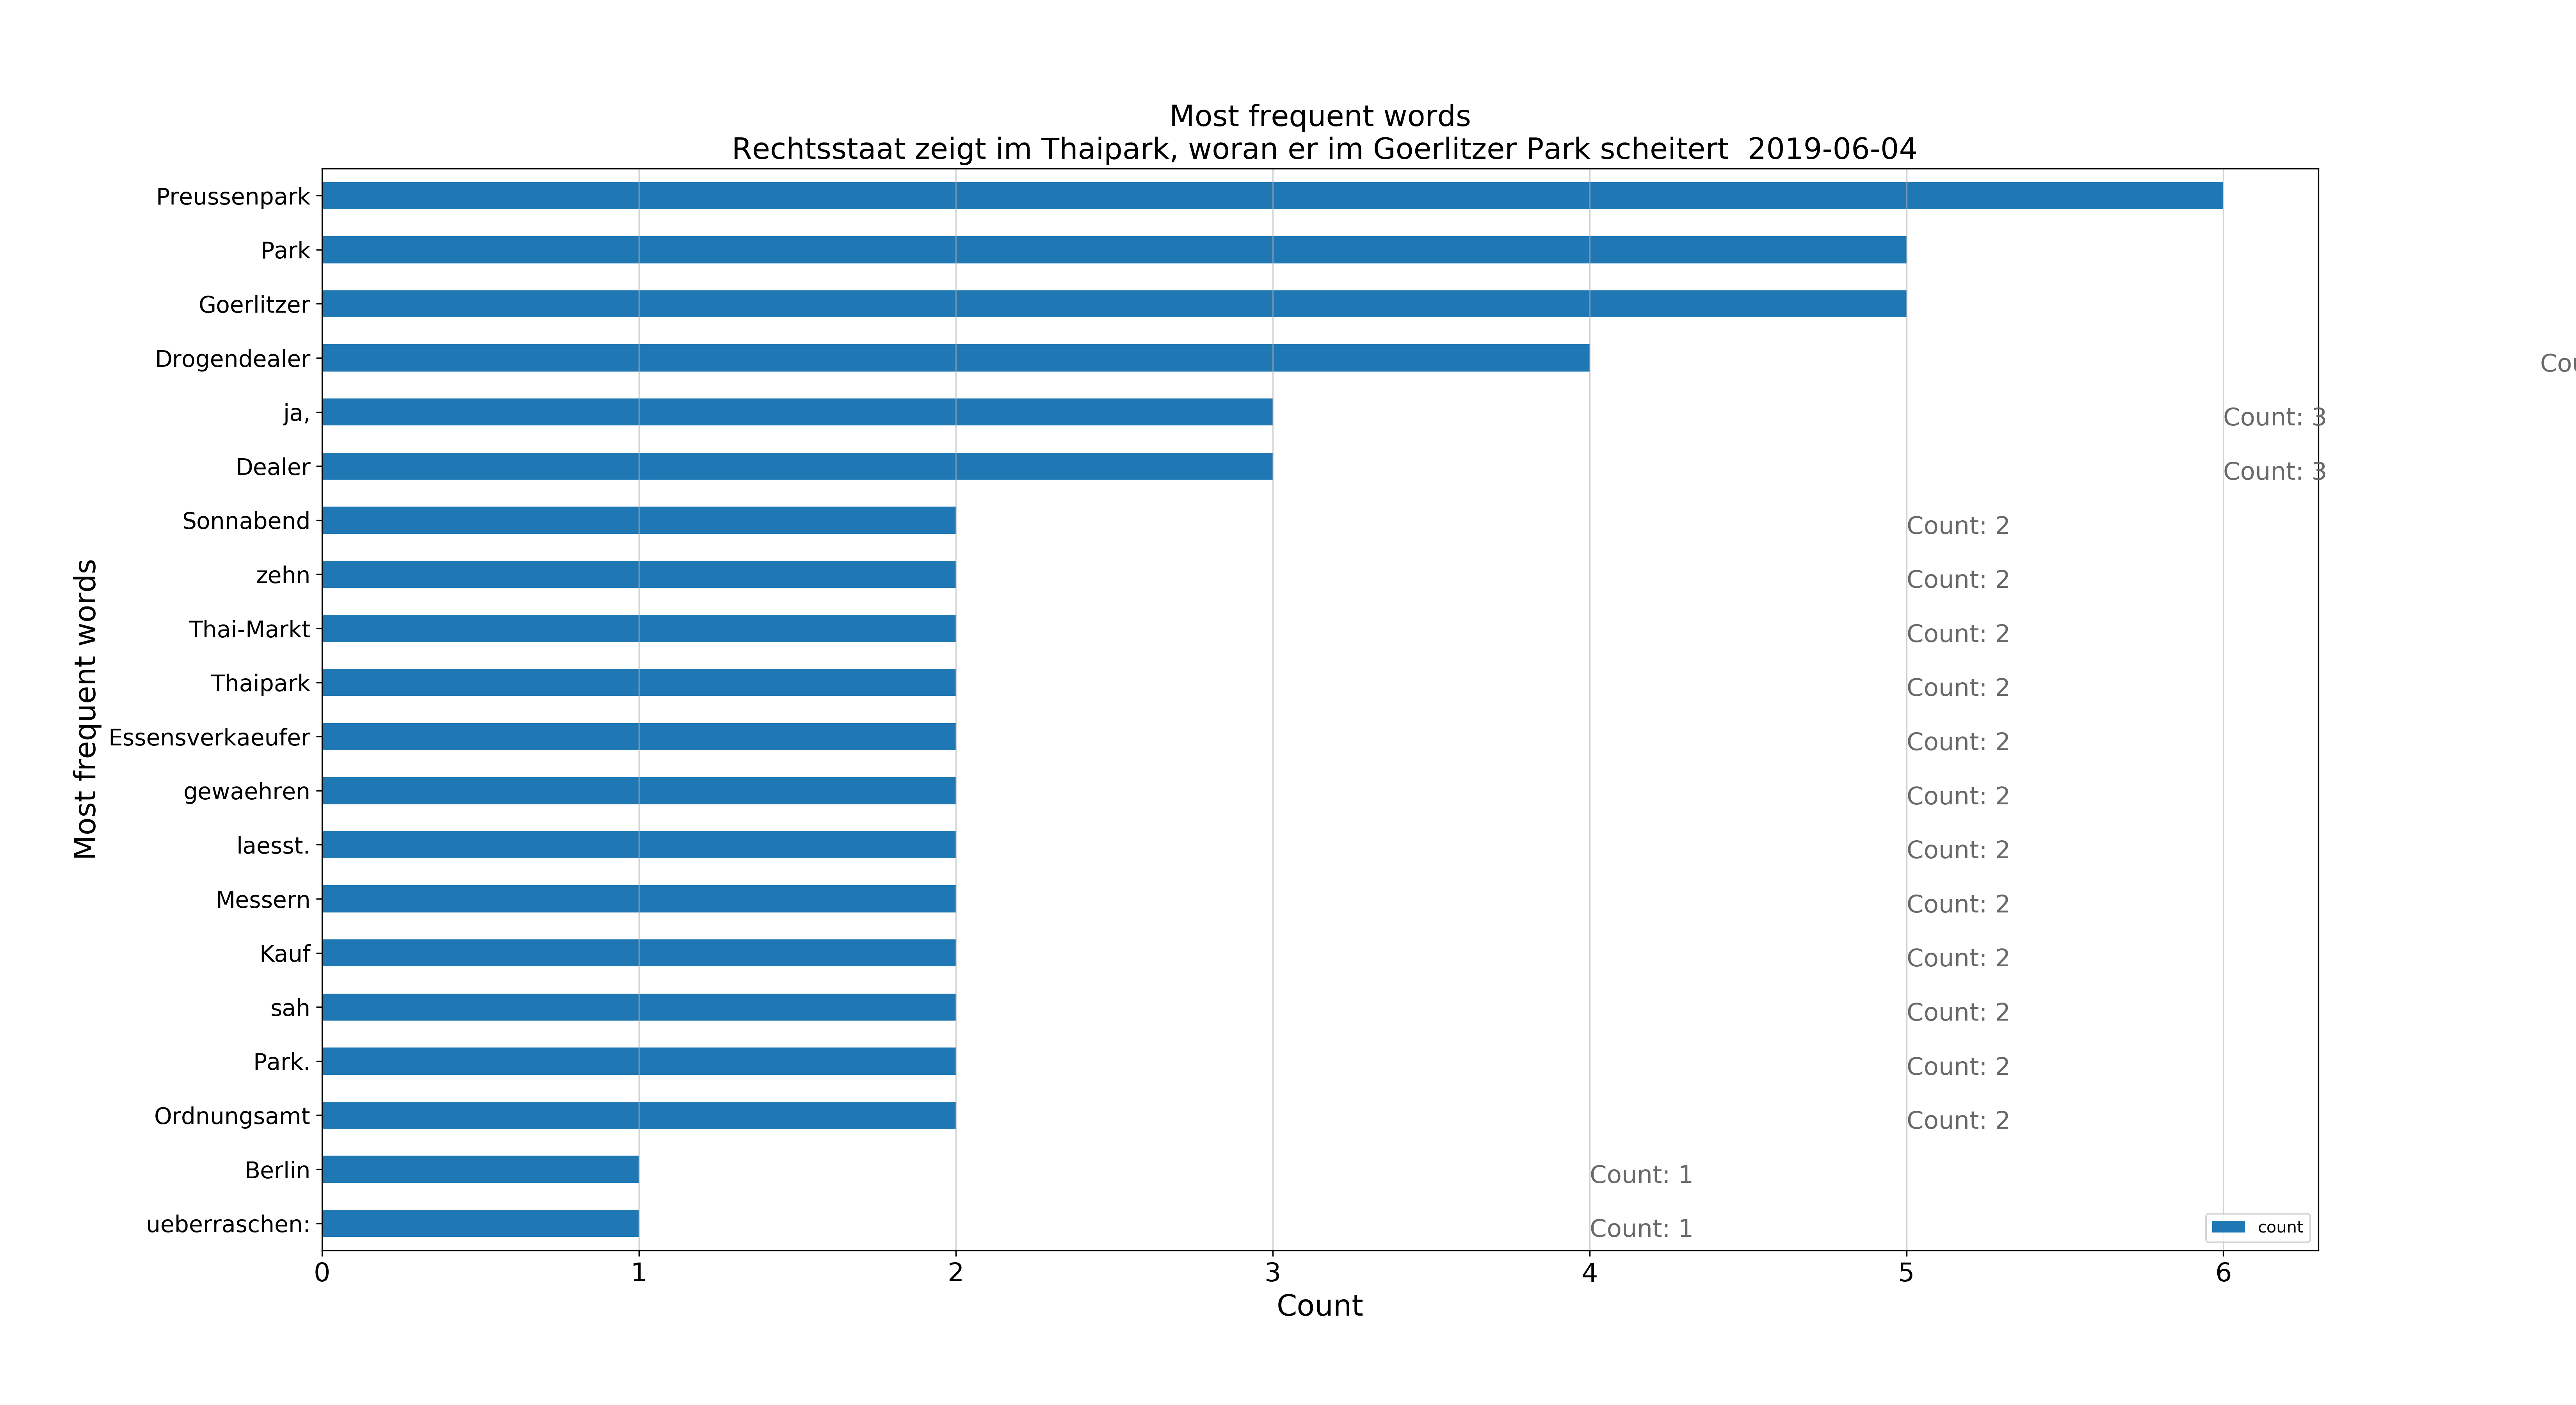 Most frequent words
Rechtsstaat zeigt im Thaipark, woran er im Goerlitzer Park scheitert 2019-06-04
Most frequent words
Preussenpark
Park
Goerlitzer
Drogendealer
ja, Count: 3
Dealer Count: 3
Sonnabend Count: 2
zehn Count: 2
Thai-Markt Count: 2
Thaipark Count: 2
Essensverkaeufer Count: 2
gewaehren Count: 2
laesst. Count: 2
Messern Count: 2
Kauf Count: 2
sah Count: 2
Park. Count: 2
Ordnungsamt Count: 2
Berlin Count: 1
ueberraschen: Count: 1
count
0 1 2 3 4 5 6
Count